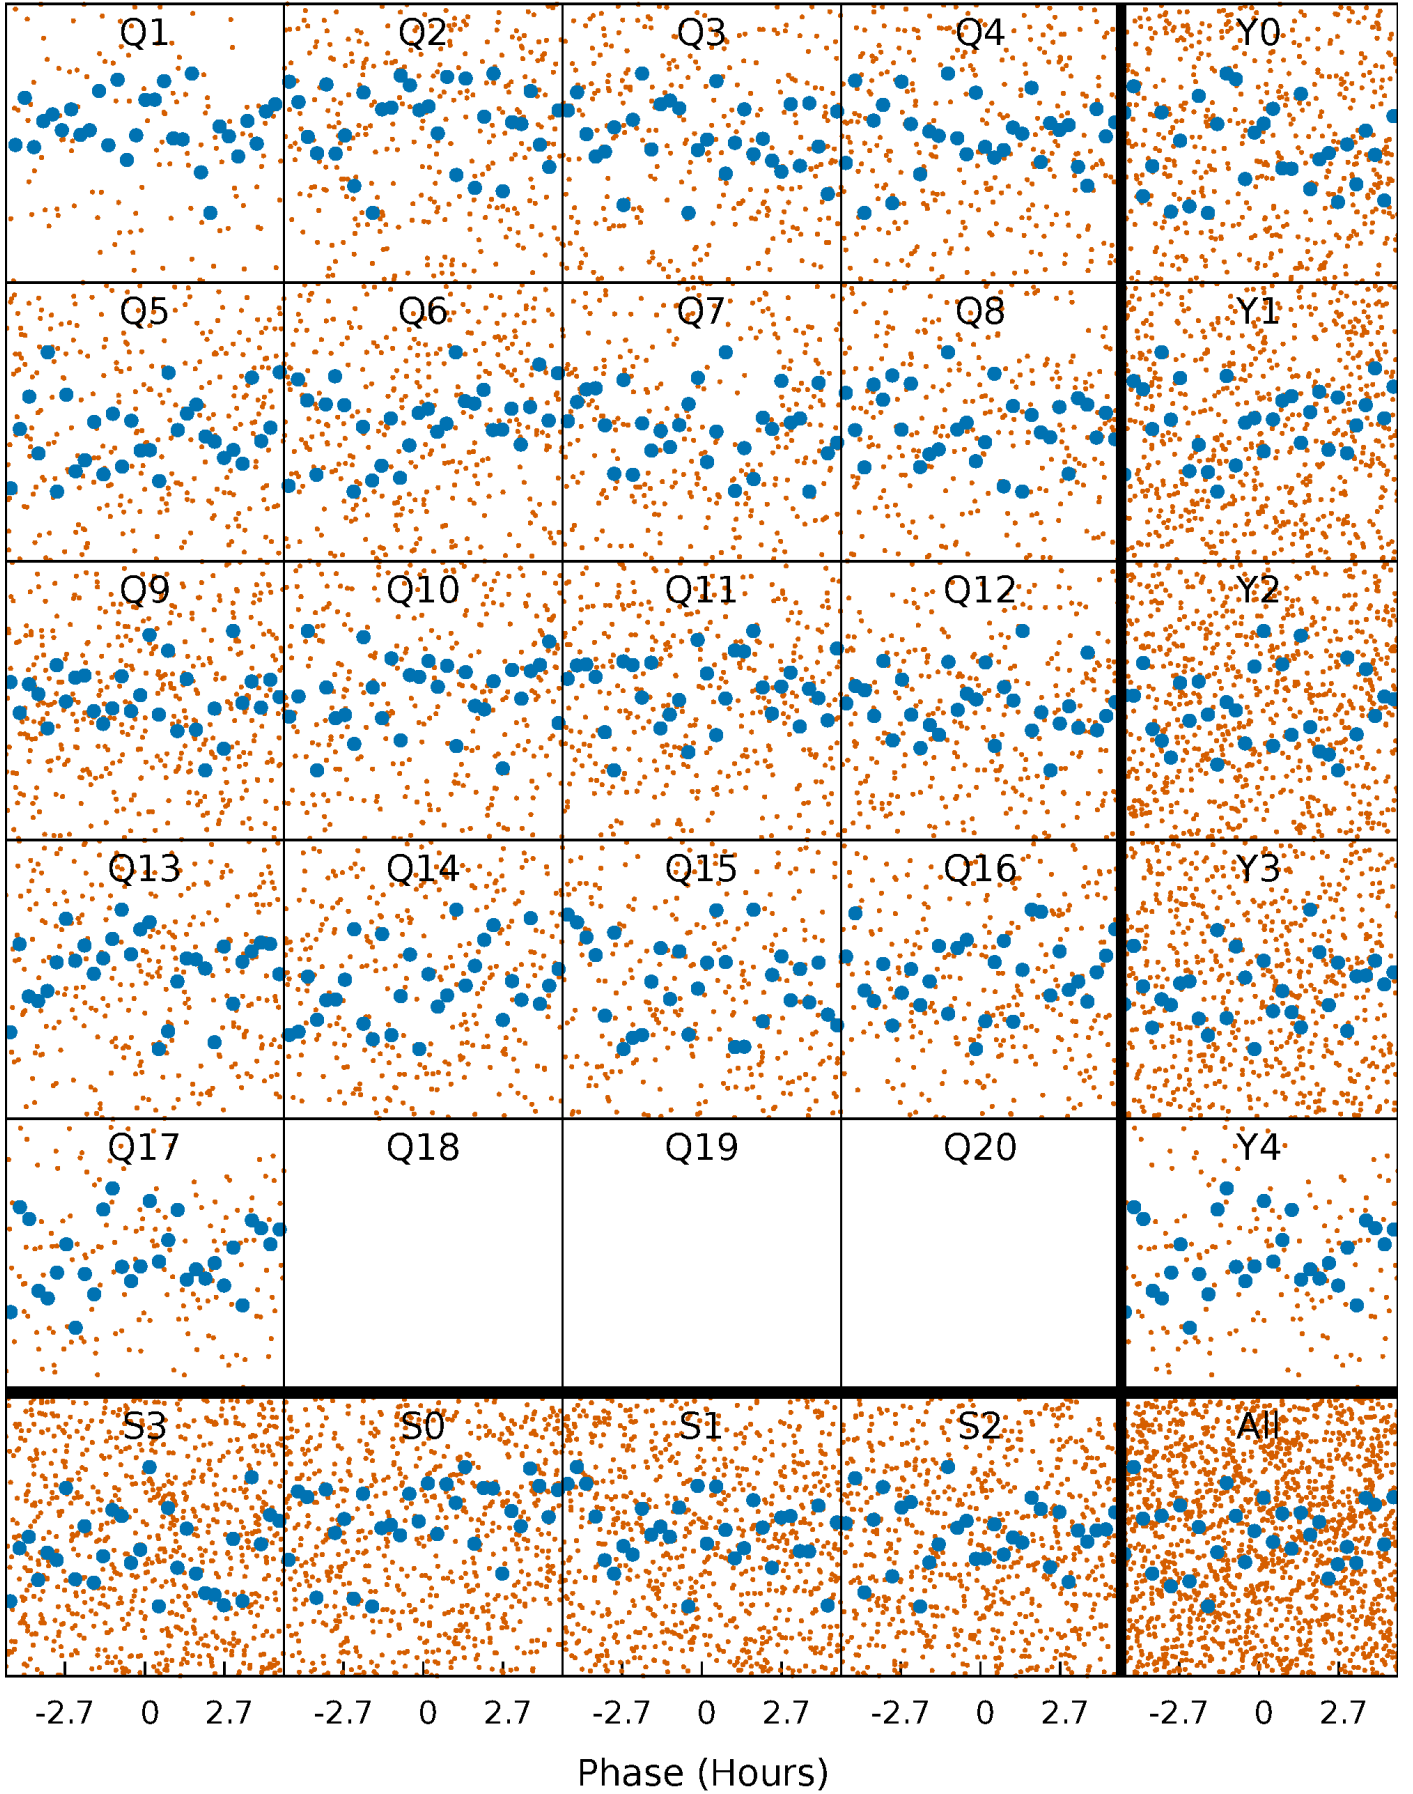 Q1 Q2 Q3 Q4 Y0
Q5 Q6 Q7 Q8 Y1
Q9 Q10 Q11 Q12 Y2
Q13 Q14 Q15 Q16 Y3
Q17 Q18 Q19 Q20 Y4
S3 S0 S1 S2 All
-2.7 0 2.7 -2.7 0 2.7 -2.7 0 2.7 -2.7 0 2.7 -2.7 0 2.7
Phase (Hours)